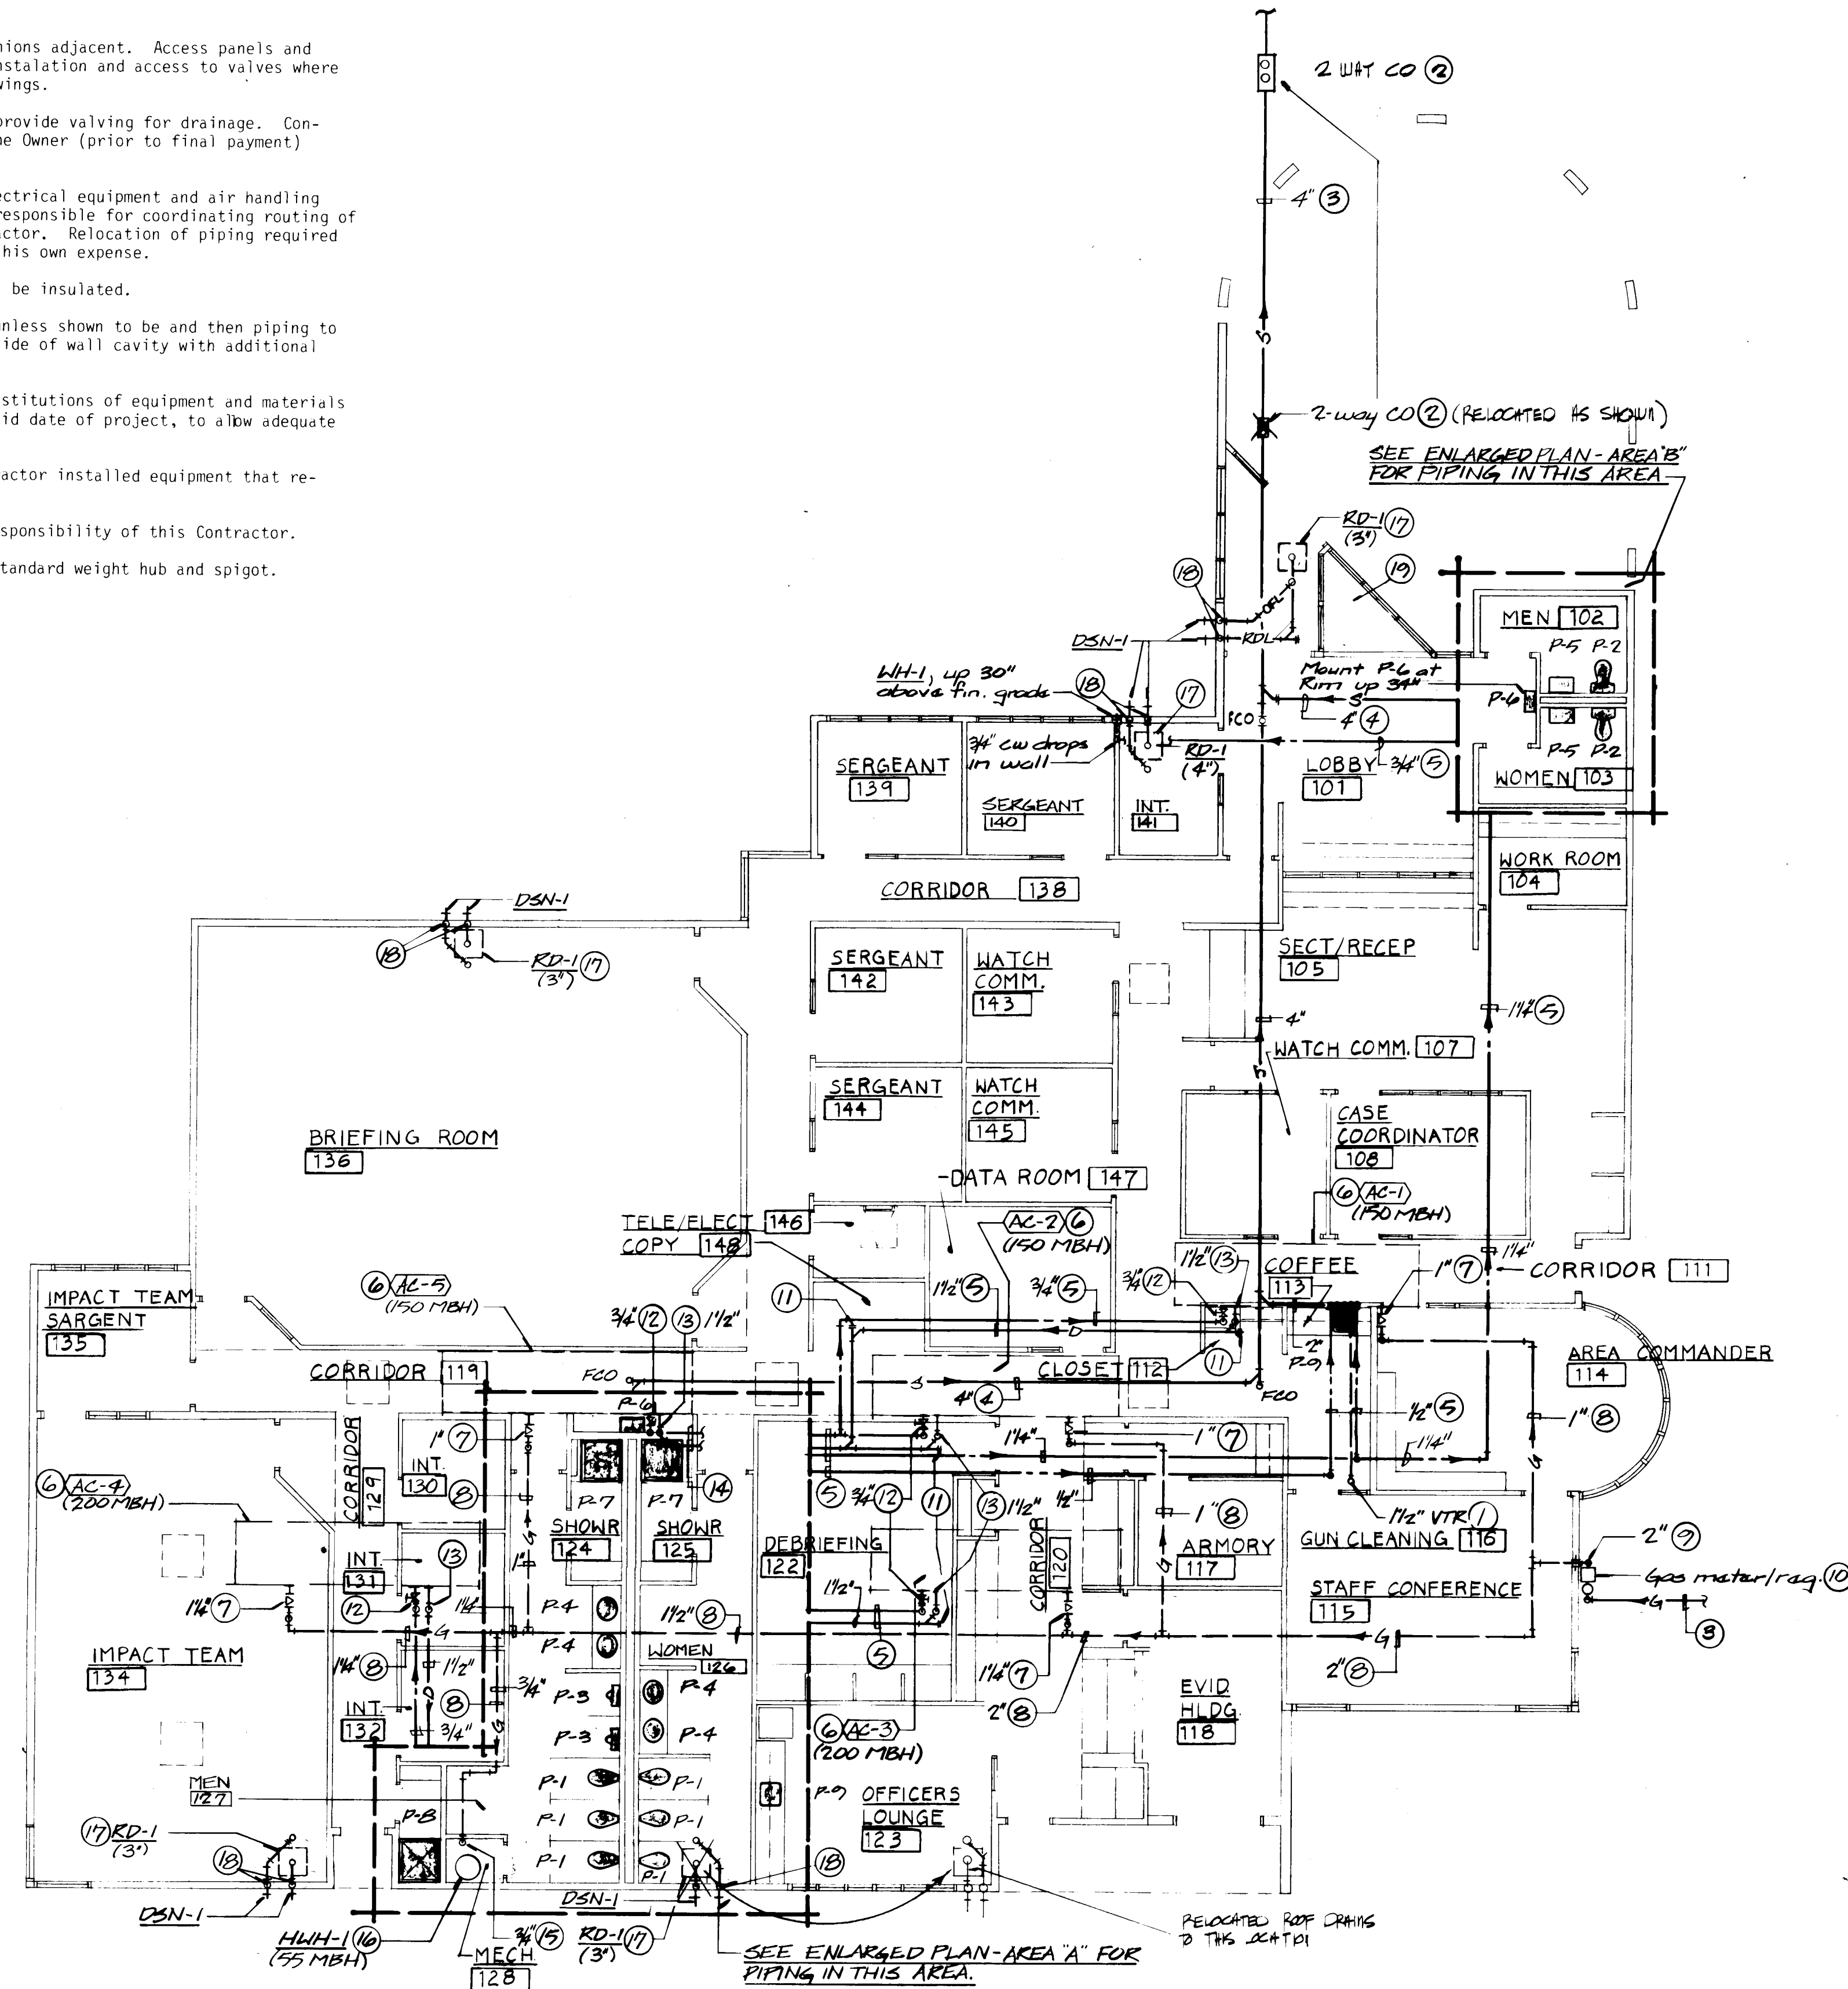 nions adjacent. Access panels and
nstalation and access to valves where
wings.
provide valving for drainage. Con-
ne Owner (prior to final payment)
ectrical equipment and air handling
responsible for coordinating routing of
actor. Relocation of piping required
his own expense.
be insulated.
unless shown to be and then piping to
ide of wall cavity with additional
stitutions of equipment and materials
id date of project, to allow adequate
actor installed equipment that re-
sponsibility of this Contractor.
tandard weight hub and spigot.
2 WAY CO 2
4" 3
S
2-way CO 2 (RELOCATED AS SHOWN)
SEE ENLARGED PLAN-AREA "B"
FOR PIPING IN THIS AREA
RD-1 17
(3")
18
19
OFL
RDL
DSN-1
MEN 102
P-5 P-2
WH-1, up 30"
above fin. grade
18
17
Mount P-6 at
Rim up 34"
P-6
S
4" 4
FCO
3/4" cw drops
in wall
RD-1
(4")
P-5 P-2
LOBBY
101
3/4" 5
WOMEN 103
SERGEANT
139
SERGEANT
140
INT.
141
WORK ROOM
104
CORRIDOR 138
DSN-1
18
RD-1 17
(3")
SERGEANT
142
WATCH
COMM.
143
SECT/RECEP
105
1 1/4" 5
4"
S
WATCH COMM. 107
SERGEANT
144
WATCH
COMM.
145
CASE
COORDINATOR
108
BRIEFING ROOM
136
DATA ROOM 147
6 AC-1
(150 MBH)
TELE/ELECT 146
COPY 148
AC-2 6
(150 MBH)
1 1/2" 13
COFFEE
113
1 1/4"
1" 7
CORRIDOR 111
6 AC-5
(150 MBH)
3/4" 12
13 1 1/2"
11
1 1/2" 5
3/4" 5
3/4" 12
D
11
2"
P-9
IMPACT TEAM
SARGENT
135
CORRIDOR 119
FCO
P-6
S
4" 4
CLOSET 112
FCO
AREA COMMANDER
114
1/2" 5
1" 8
1 1/4"
G
CORRIDOR
129
1" 7
INT.
130
8
G
1"
P-7
P-7
14
SHOWR
124
SHOWR
125
5
3/4" 12
11
13 1 1/2"
1 1/4"
1/2"
1" 7
1" 8
G
6 AC-4
(200 MBH)
DEBRIEFING
122
CORRIDOR
120
ARMORY
117
1 1/2" VTR 1
GUN CLEANING 116
2" 9
Gas meter/reg. 10
G
3
STAFF CONFERENCE
115
INT.
131
13
12
1 1/4" 7
1 1/4"
G
P-4
P-4
1 1/2" 8
1 1/2"
5
WOMEN
126
IMPACT TEAM
134
1 1/4" 8
1 1/2"
D
8
3/4"
INT.
132
3/4"
G
P-3
P-3
P-4
P-4
1 1/4" 7
2" 8
G
2" 8
EVID.
HLDG.
118
6 AC-3
(200 MBH)
MEN
127
P-8
P-1
P-1
P-1
P-1
P-1
P-1
P-9
OFFICERS
LOUNGE
123
17 RD-1
(3")
18
DSN-1
18
DSN-1
HWH-1 16
(55 MBH)
3/4" 15
MECH.
128
RD-1 17
(3")
SEE ENLARGED PLAN-AREA "A" FOR
PIPING IN THIS AREA.
RELOCATED ROOF DRAINS
TO THIS LOCATION